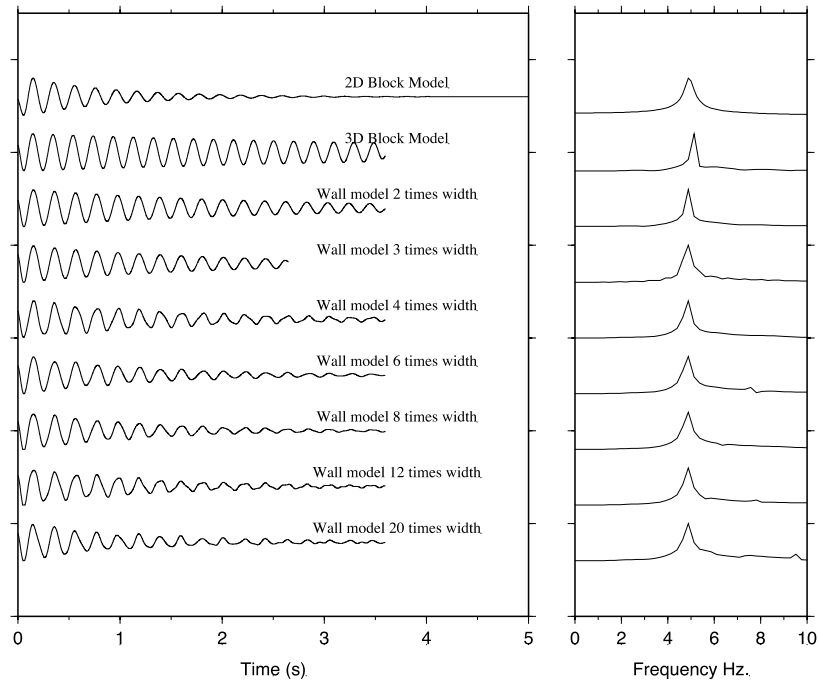 2D Block Model
3D Block Model
Wall model 2 times width
Wall model 3 times width
Wall model 4 times width
Wall model 6 times width
Wall model 8 times width
Wall model 12 times width
Wall model 20 times width
0 1 2 3 4 5
Time (s)
0 2 4 6 8 10
Frequency Hz.